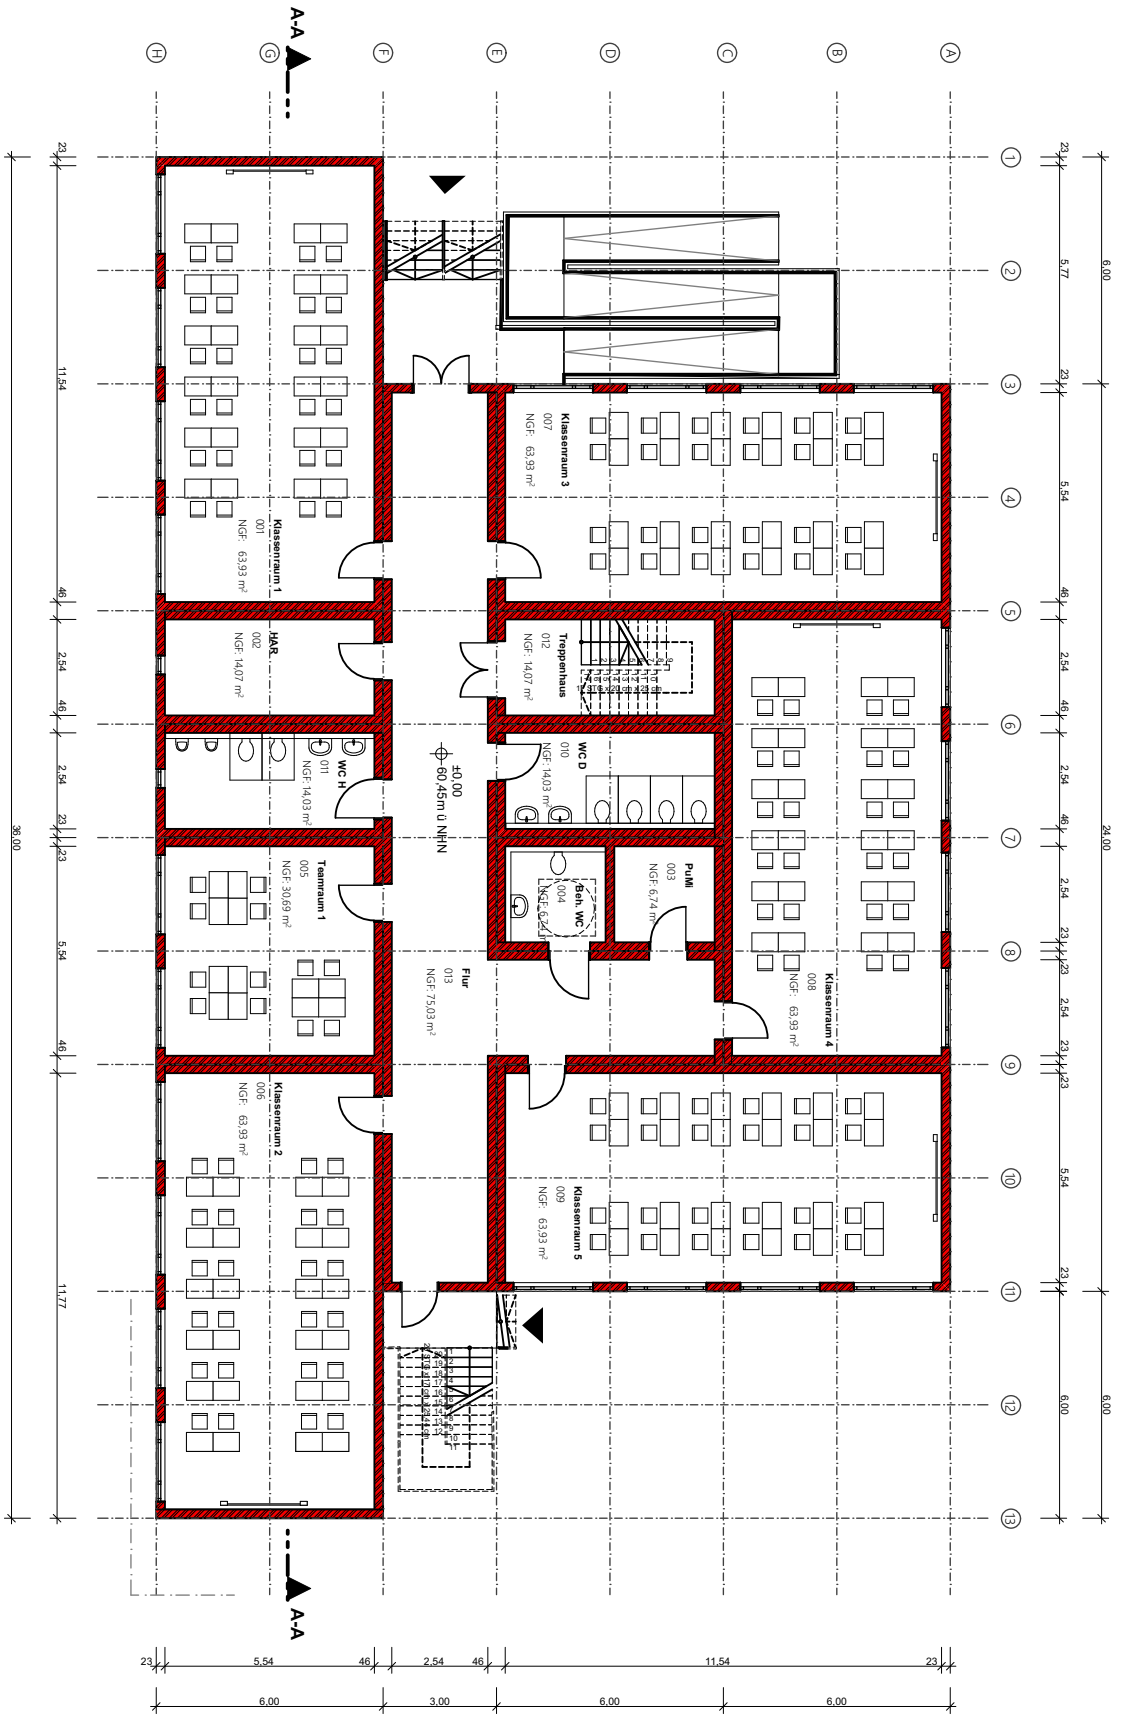 A-A
H
G
F
E
D
C
B
A
1
2
3
4
5
6
7
8
9
10
11
12
13
23
5,77
23
5,54
46
2,54
46
2,54
46
2,54
23
23
2,54
23
23
5,54
23
6,00
6,00
24,00
6,00
23
11,54
46
2,54
46
2,54
23
23
5,54
46
11,77
36,00
Klassenraum 1
001
NGF: 63,93 m²
HAR
002
NGF: 14,07 m²
WC H
011
NGF: 14,03 m²
Teamraum 1
005
NGF: 30,69 m²
Klassenraum 2
006
NGF: 63,93 m²
Klassenraum 3
007
NGF: 63,93 m²
Treppenhaus
012
NGF: 14,07 m²
WC D
010
NGF: 14,03 m²
PuMi
003
NGF: 6,74 m²
Beh. WC
004
NGF: 6,74 m²
Klassenraum 4
008
NGF: 63,93 m²
Klassenraum 5
009
NGF: 63,93 m²
Flur
013
NGF: 75,03 m²
±0,00
60,45m ü NHN
A-A
23
5,54
46
2,54
46
11,54
23
6,00
3,00
6,00
6,00